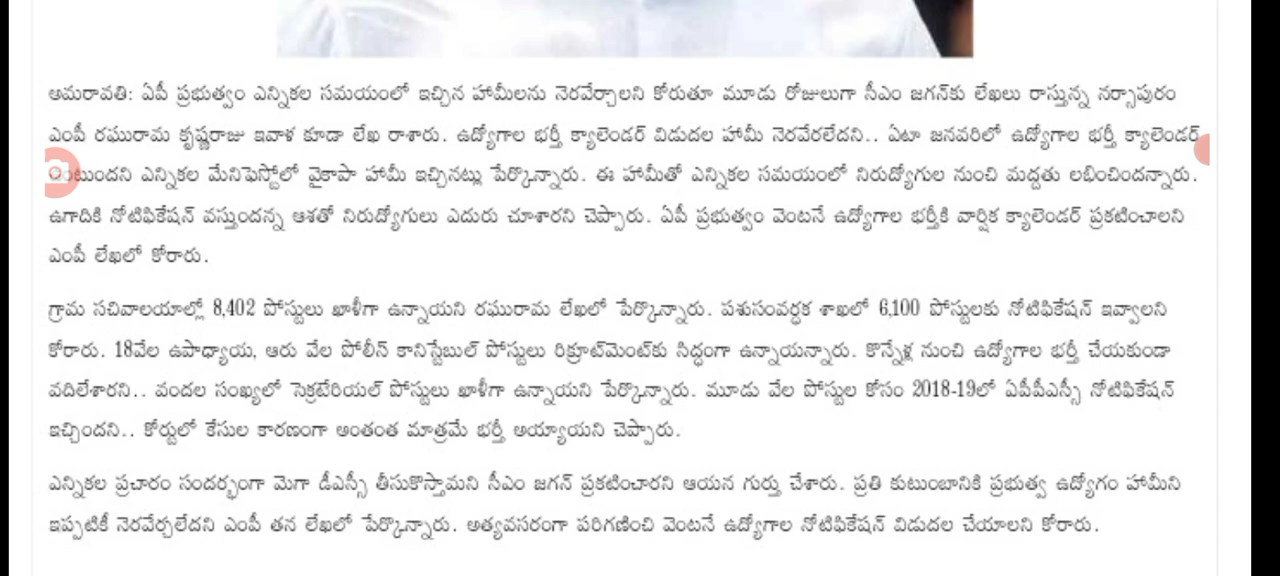 అమరావతి: ఏపీ ప్రభుత్వం ఎన్నికల సమయంలో ఇచ్చిన హామీలను నెరవేర్చాలని కోరుతూ మూడు రోజులుగా సీఎం జగన్‌కు లేఖలు రాస్తున్న నర్సాపురం
ఎంపీ రఘురామ కృష్ణరాజు ఇవాళ కూడా లేఖ రాశారు. ఉద్యోగాల భర్తీ క్యాలెండర్ విడుదల హామీ నెరవేరలేదని.. ఏటా జనవరిలో ఉద్యోగాల భర్తీ క్యాలెండర్
ఉంటుందని ఎన్నికల మేనిఫెస్టోలో వైకాపా హామీ ఇచ్చినట్లు పేర్కొన్నారు. ఈ హామీతో ఎన్నికల సమయంలో నిరుద్యోగుల నుంచి మద్దతు లభించిందన్నారు.
ఉగాదికి నోటిఫికేషన్ వస్తుందన్న ఆశతో నిరుద్యోగులు ఎదురు చూశారని చెప్పారు. ఏపీ ప్రభుత్వం వెంటనే ఉద్యోగాల భర్తీకి వార్షిక క్యాలెండర్ ప్రకటించాలని
ఎంపీ లేఖలో కోరారు.
గ్రామ సచివాలయాల్లో 8,402 పోస్టులు ఖాళీగా ఉన్నాయని రఘురామ లేఖలో పేర్కొన్నారు. పశుసంవర్ధక శాఖలో 6,100 పోస్టులకు నోటిఫికేషన్ ఇవ్వాలని
కోరారు. 18వేల ఉపాధ్యాయ, ఆరు వేల పోలీస్ కానిస్టేబుల్ పోస్టులు రిక్రూట్‌మెంట్‌కు సిద్ధంగా ఉన్నాయన్నారు. కొన్నేళ్ల నుంచి ఉద్యోగాల భర్తీ చేయకుండా
వదిలేశారని.. వందల సంఖ్యలో సెక్రటేరియల్ పోస్టులు ఖాళీగా ఉన్నాయని పేర్కొన్నారు. మూడు వేల పోస్టుల కోసం 2018-19లో ఏపీపీఎస్సీ నోటిఫికేషన్
ఇచ్చిందని.. కోర్టులో కేసుల కారణంగా అంతంత మాత్రమే భర్తీ అయ్యాయని చెప్పారు.
ఎన్నికల ప్రచారం సందర్భంగా మెగా డీఎస్సీ తీసుకొస్తామని సీఎం జగన్ ప్రకటించారని ఆయన గుర్తు చేశారు. ప్రతి కుటుంబానికి ప్రభుత్వ ఉద్యోగం హామీని
ఇప్పటికీ నెరవేర్చలేదని ఎంపీ తన లేఖలో పేర్కొన్నారు. అత్యవసరంగా పరిగణించి వెంటనే ఉద్యోగాల నోటిఫికేషన్ విడుదల చేయాలని కోరారు.